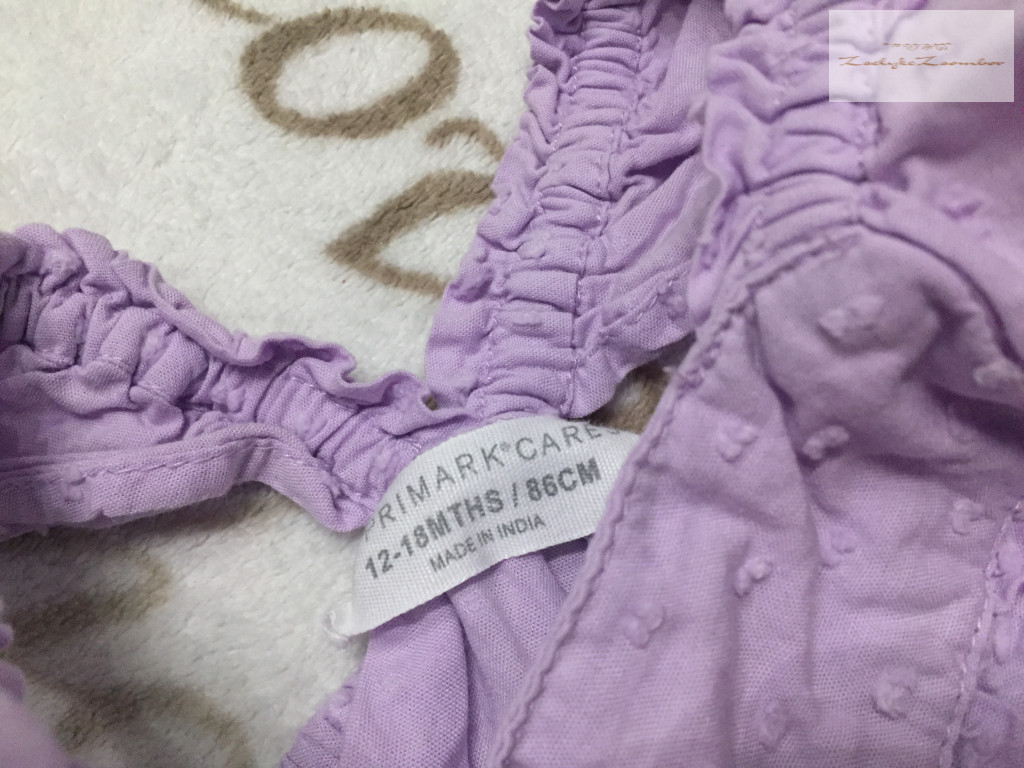 PRIMARK®CARES
12-18MTHS / 86CM
MADE IN INDIA